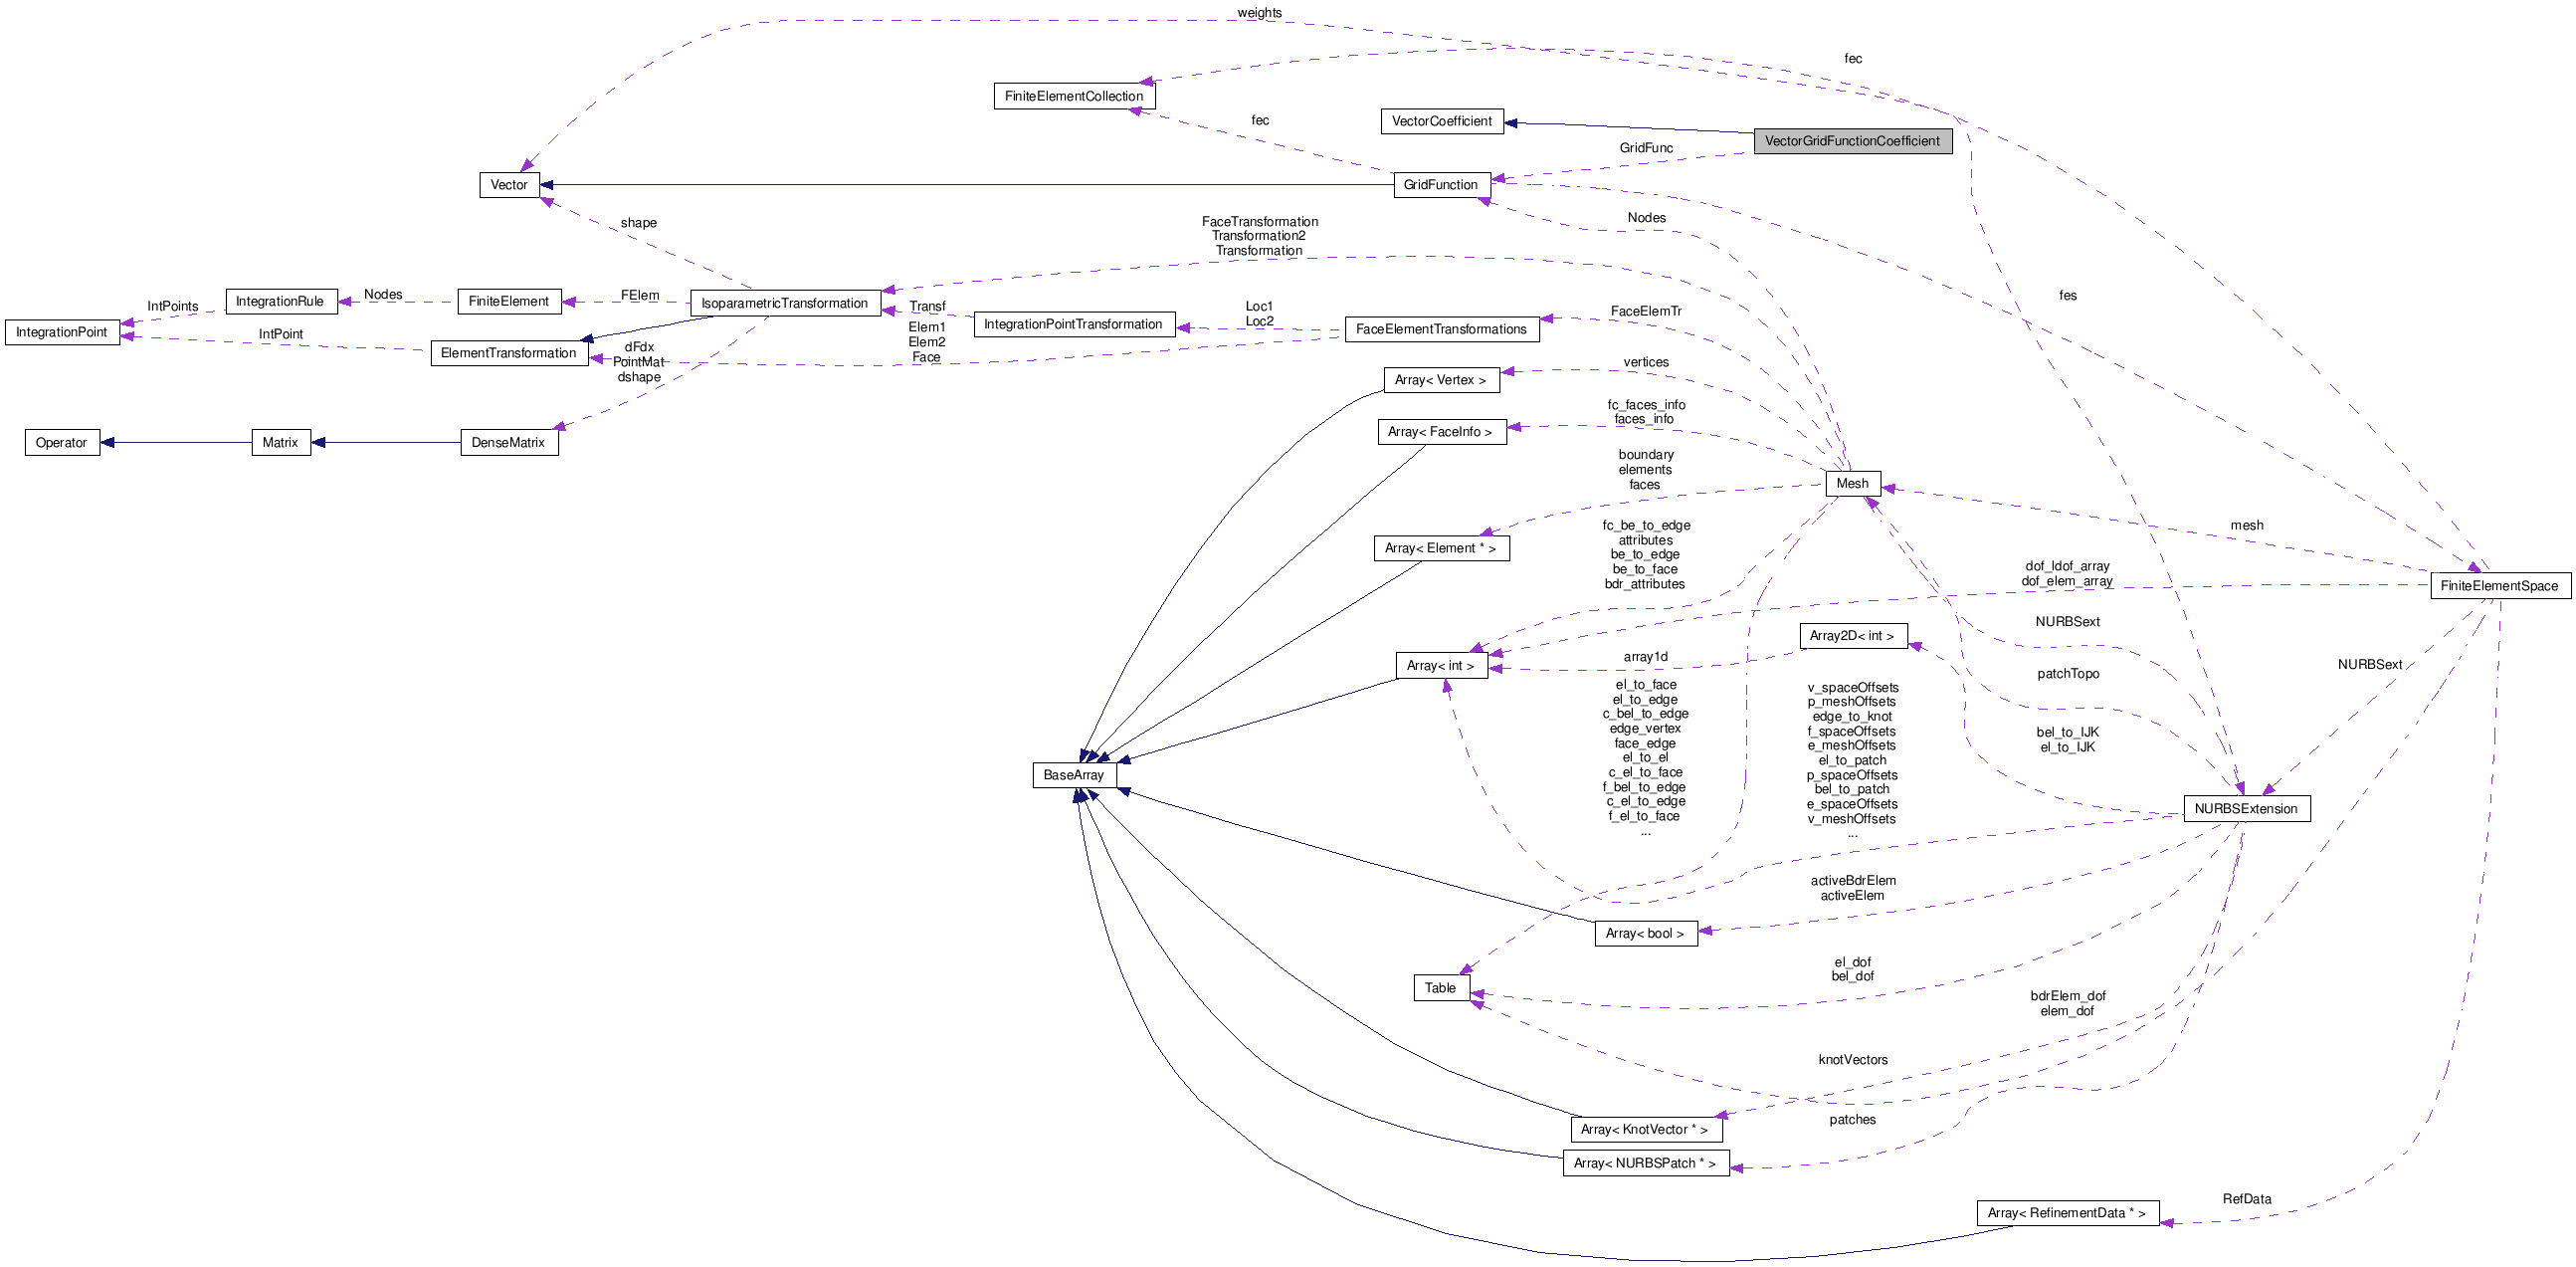 weights
fec
FiniteElementCollection
VectorCoefficient
fec
VectorGridFunctionCoefficient
GridFunc
Vector
GridFunction
Nodes
shape
FaceTransformation
Transformation2
Transformation
fes
IntPoints
IntegrationRule
Nodes
FiniteElement
FElem
IsoparametricTransformation
Transf
IntegrationPointTransformation
Loc1
Loc2
FaceElementTransformations
FaceElemTr
IntegrationPoint
IntPoint
ElementTransformation
dFdx
PointMat
dshape
Elem1
Elem2
Face
vertices
Array< Vertex >
fc_faces_info
faces_info
Array< FaceInfo >
Operator
Matrix
DenseMatrix
boundary
elements
faces
Mesh
mesh
fc_be_to_edge
attributes
be_to_edge
be_to_face
bdr_attributes
Array< Element * >
dof_ldof_array
dof_elem_array
FiniteElementSpace
NURBSext
Array2D< int >
array1d
Array< int >
NURBSext
patchTopo
el_to_face
el_to_edge
c_bel_to_edge
edge_vertex
face_edge
el_to_el
c_el_to_face
f_bel_to_edge
c_el_to_edge
f_el_to_face
...
v_spaceOffsets
p_meshOffsets
edge_to_knot
f_spaceOffsets
e_meshOffsets
el_to_patch
p_spaceOffsets
bel_to_patch
e_spaceOffsets
v_meshOffsets
...
bel_to_IJK
el_to_IJK
BaseArray
NURBSExtension
activeBdrElem
activeElem
Array< bool >
el_dof
bel_dof
Table
bdrElem_dof
elem_dof
knotVectors
Array< KnotVector * >
patches
Array< NURBSPatch * >
RefData
Array< RefinementData * >